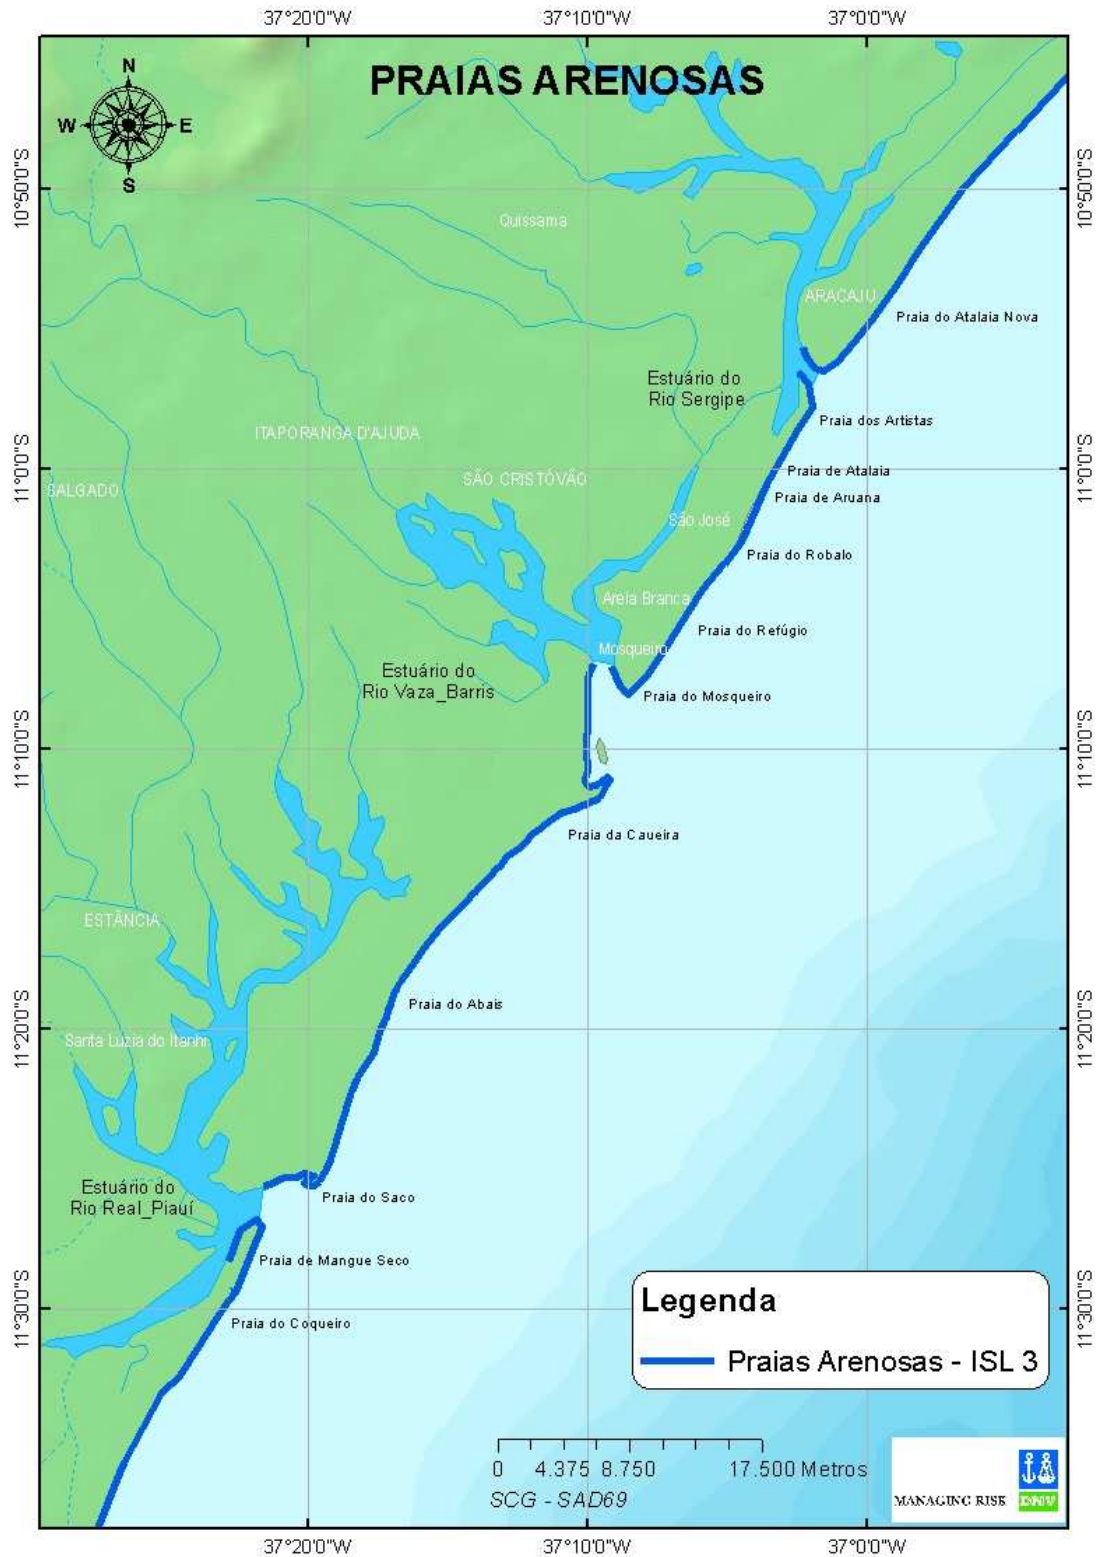 37°20'0"W
37°10'0"W
37°0'0"W
PRAIAS ARENOSAS
N
W
E
S
10°50'0"S
10°50'0"S
Quissama
ARACAJU
Praia do Atalaia Nova
Estuário do
Rio Sergipe
Praia dos Artistas
ITAPORANGA D'AJUDA
11°0'0"S
11°0'0"S
Praia de Atalaia
SÃO CRISTÓVÃO
SALGADO
Praia de Aruana
São José
Praia do Robalo
Areia Branca
Praia do Refúgio
Mosqueiro
Estuário do
Rio Vaza_Barris
Praia do Mosqueiro
11°10'0"S
11°10'0"S
Praia da Caueira
ESTÂNCIA
Praia do Abais
11°20'0"S
11°20'0"S
Santa Luzia do Itanhi
Estuário do
Rio Real_Piauí
Praia do Saco
Praia de Mangue Seco
11°30'0"S
11°30'0"S
Praia do Coqueiro
Legenda
Praias Arenosas - ISL 3
0 4.375 8.750 17.500 Metros
SCG - SAD69
MANAGING RISK
DNV
37°20'0"W
37°10'0"W
37°0'0"W